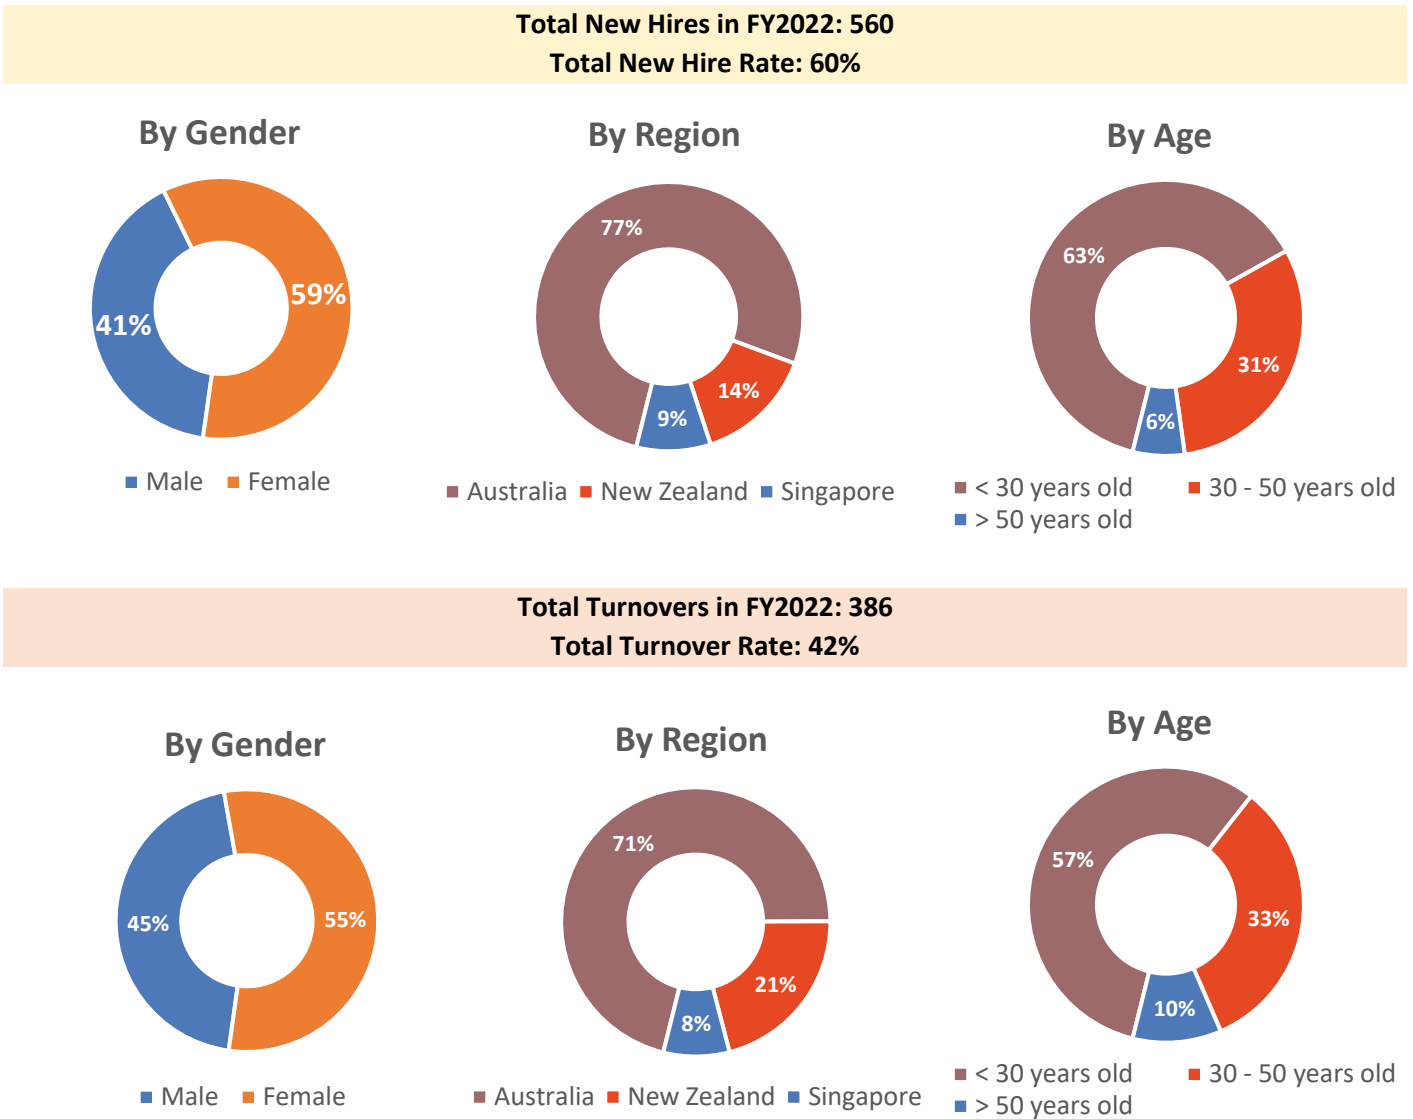 Total New Hires in FY2022: 560
Total New Hire Rate: 60%
By Gender
41%
59%
Male Female
By Region
77%
14%
9%
Australia New Zealand Singapore
By Age
63%
31%
6%
< 30 years old 30 - 50 years old
> 50 years old
Total Turnovers in FY2022: 386
Total Turnover Rate: 42%
By Gender
45%
55%
Male Female
By Region
71%
21%
8%
Australia New Zealand Singapore
By Age
57%
33%
10%
< 30 years old 30 - 50 years old
> 50 years old